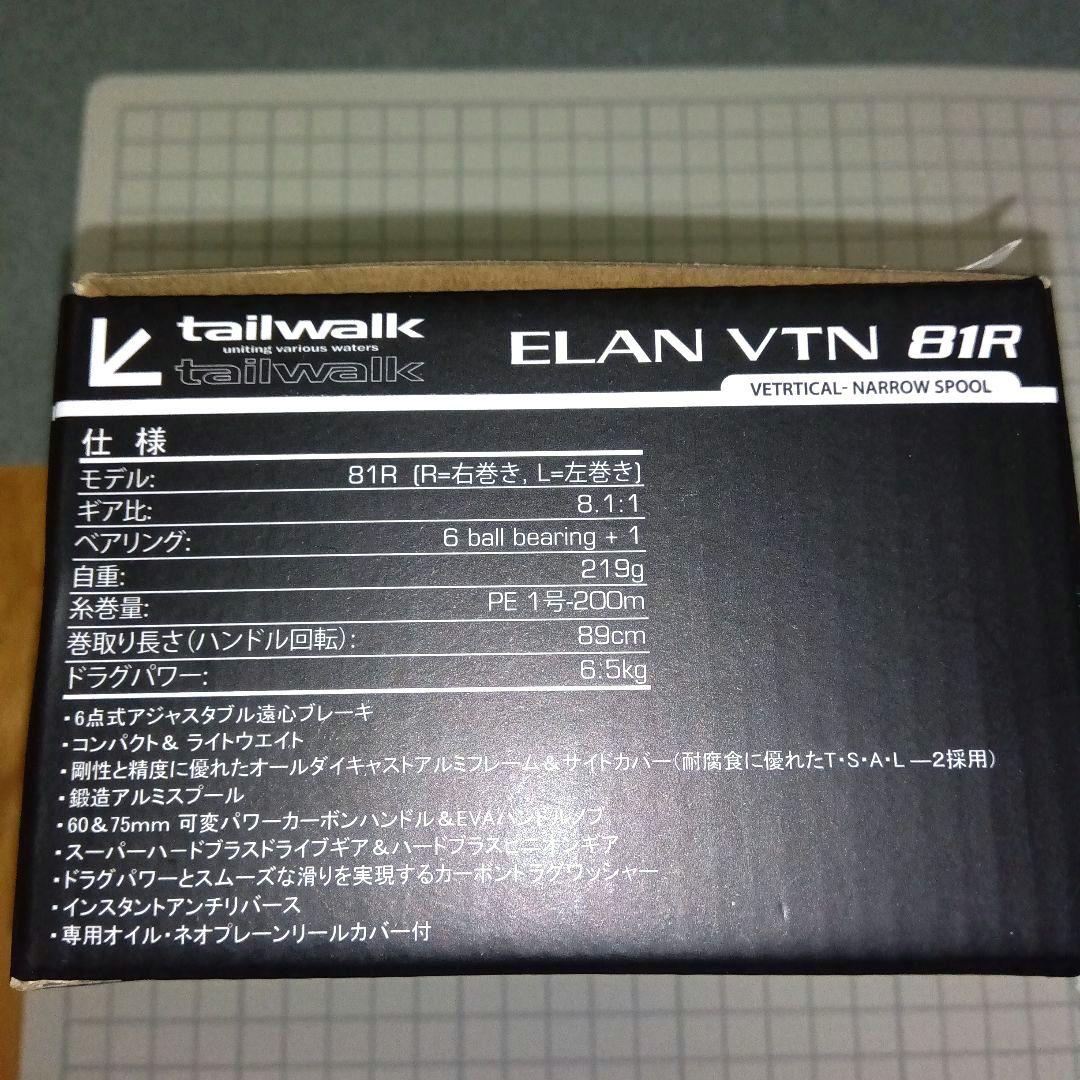 tailwalk
uniting various waters
tailwalk
ELAN VTN 81R
VETRTICAL- NARROW SPOOL
仕 様
モデル: 81R (R=右巻き, L=左巻き)
ギア比: 8.1:1
ベアリング: 6 ball bearing + 1
自重: 219g
糸巻量: PE 1号-200m
巻取り長さ(ハンドル回転): 89cm
ドラグパワー: 6.5kg
・6点式アジャスタブル遠心ブレーキ
・コンパクト& ライトウエイト
・剛性と精度に優れたオールダイキャストアルミフレーム&サイドカバー(耐腐食に優れたT・S・A・L ―2採用)
・鍛造アルミスプール
・60&75mm 可変パワーカーボンハンドル&EVAハンドルノブ
・スーパーハードブラスドライブギア&ハードブラスピニオンギア
・ドラグパワーとスムーズな滑りを実現するカーボンドラグワッシャー
・インスタントアンチリバース
・専用オイル・ネオプレーンリールカバー付